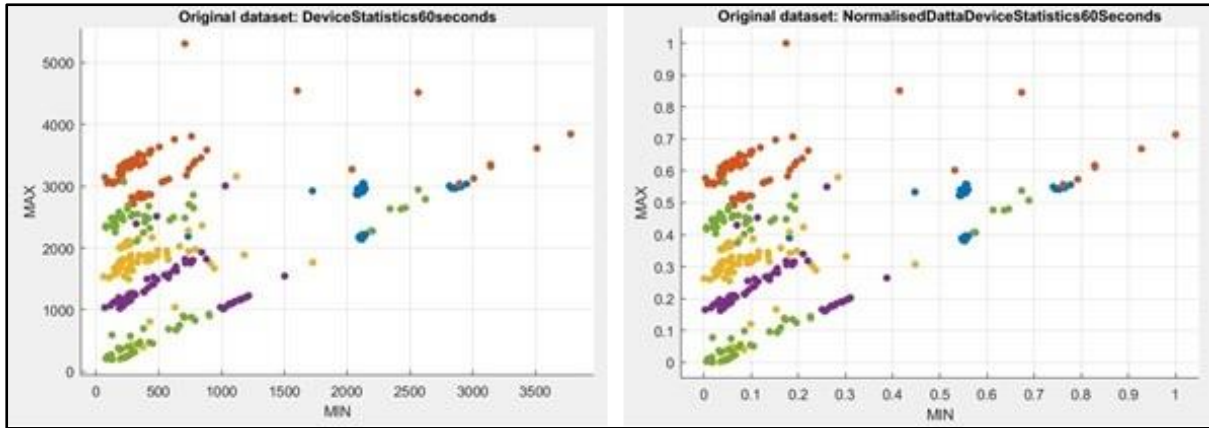 Original dataset: DeviceStatistics60seconds
5000
4000
3000
2000
1000
0
MAX
0 500 1000 1500 2000 2500 3000 3500
MIN
Original dataset: NormalisedDattaDeviceStatistics60Seconds
1
0.9
0.8
0.7
0.6
0.5
0.4
0.3
0.2
0.1
0
MAX
0 0.1 0.2 0.3 0.4 0.5 0.6 0.7 0.8 0.9 1
MIN